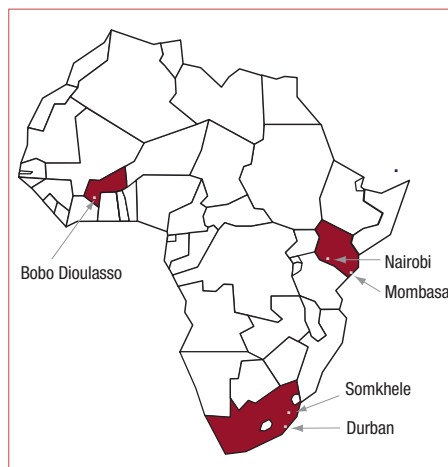 Bobo Dioulasso
Nairobi
Mombasa
Somkhele
Durban